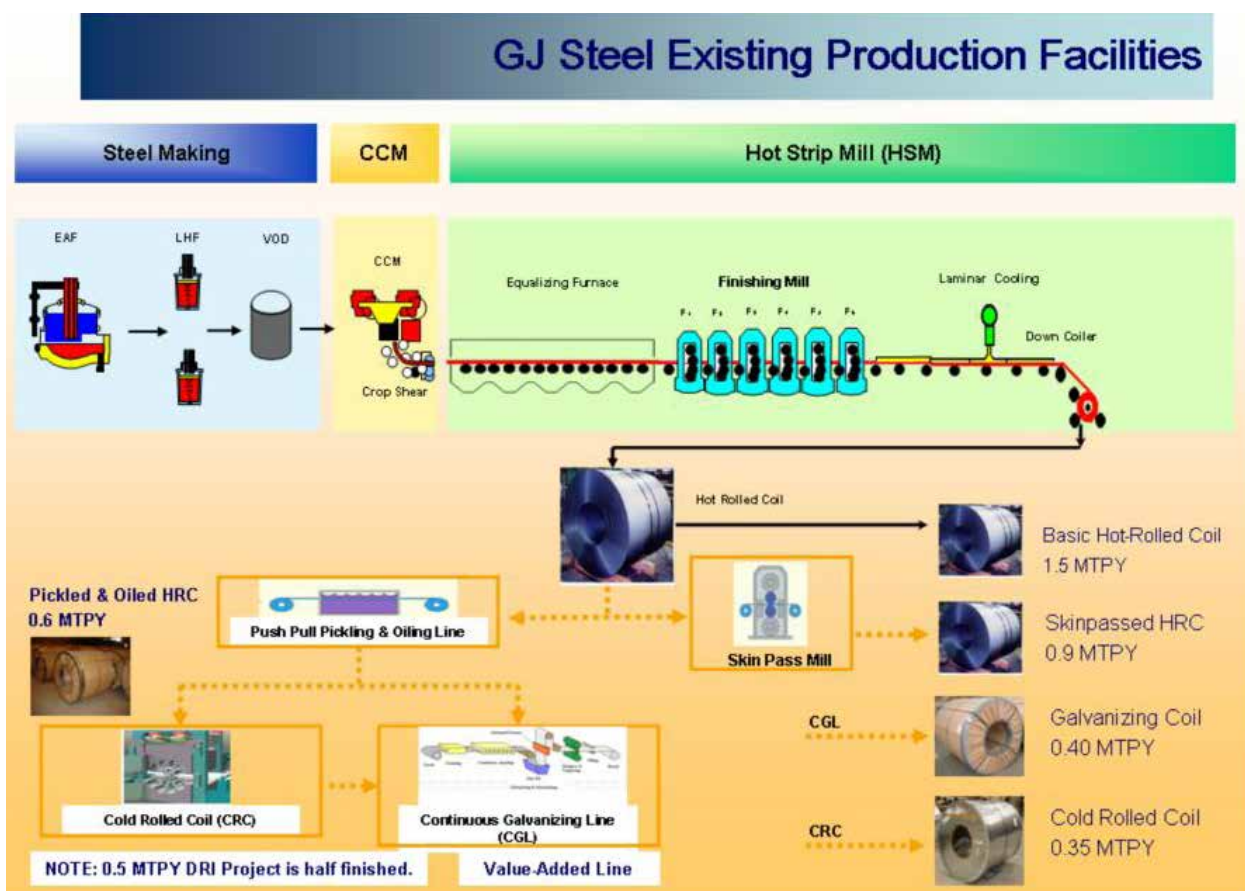 GJ Steel Existing Production Facilities
Steel Making
CCM
Hot Strip Mill (HSM)
EAF
LHF
VOD
CCM
Crop Shear
Equalizing Furnace
Finishing Mill
Laminar Cooling
Down Coiler
Hot Rolled Coil
Basic Hot-Rolled Coil
1.5 MTPY
Pickled & Oiled HRC
0.6 MTPY
Push Pull Pickling & Oiling Line
Skin Pass Mill
Skinpassed HRC
0.9 MTPY
CGL
Galvanizing Coil
0.40 MTPY
Cold Rolled Coil (CRC)
Continuous Galvanizing Line
(CGL)
CRC
Cold Rolled Coil
0.35 MTPY
NOTE: 0.5 MTPY DRI Project is half finished.
Value-Added Line